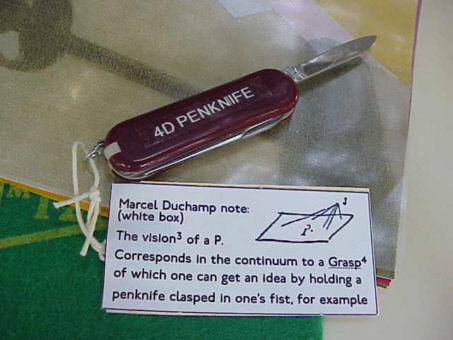 4D PENKNIFE
Marcel Duchamp note:
(white box)
The vision³ of a P.
Corresponds in the continuum to a Grasp⁴
of which one can get an idea by holding a
penknife clasped in one's fist, for example
P.